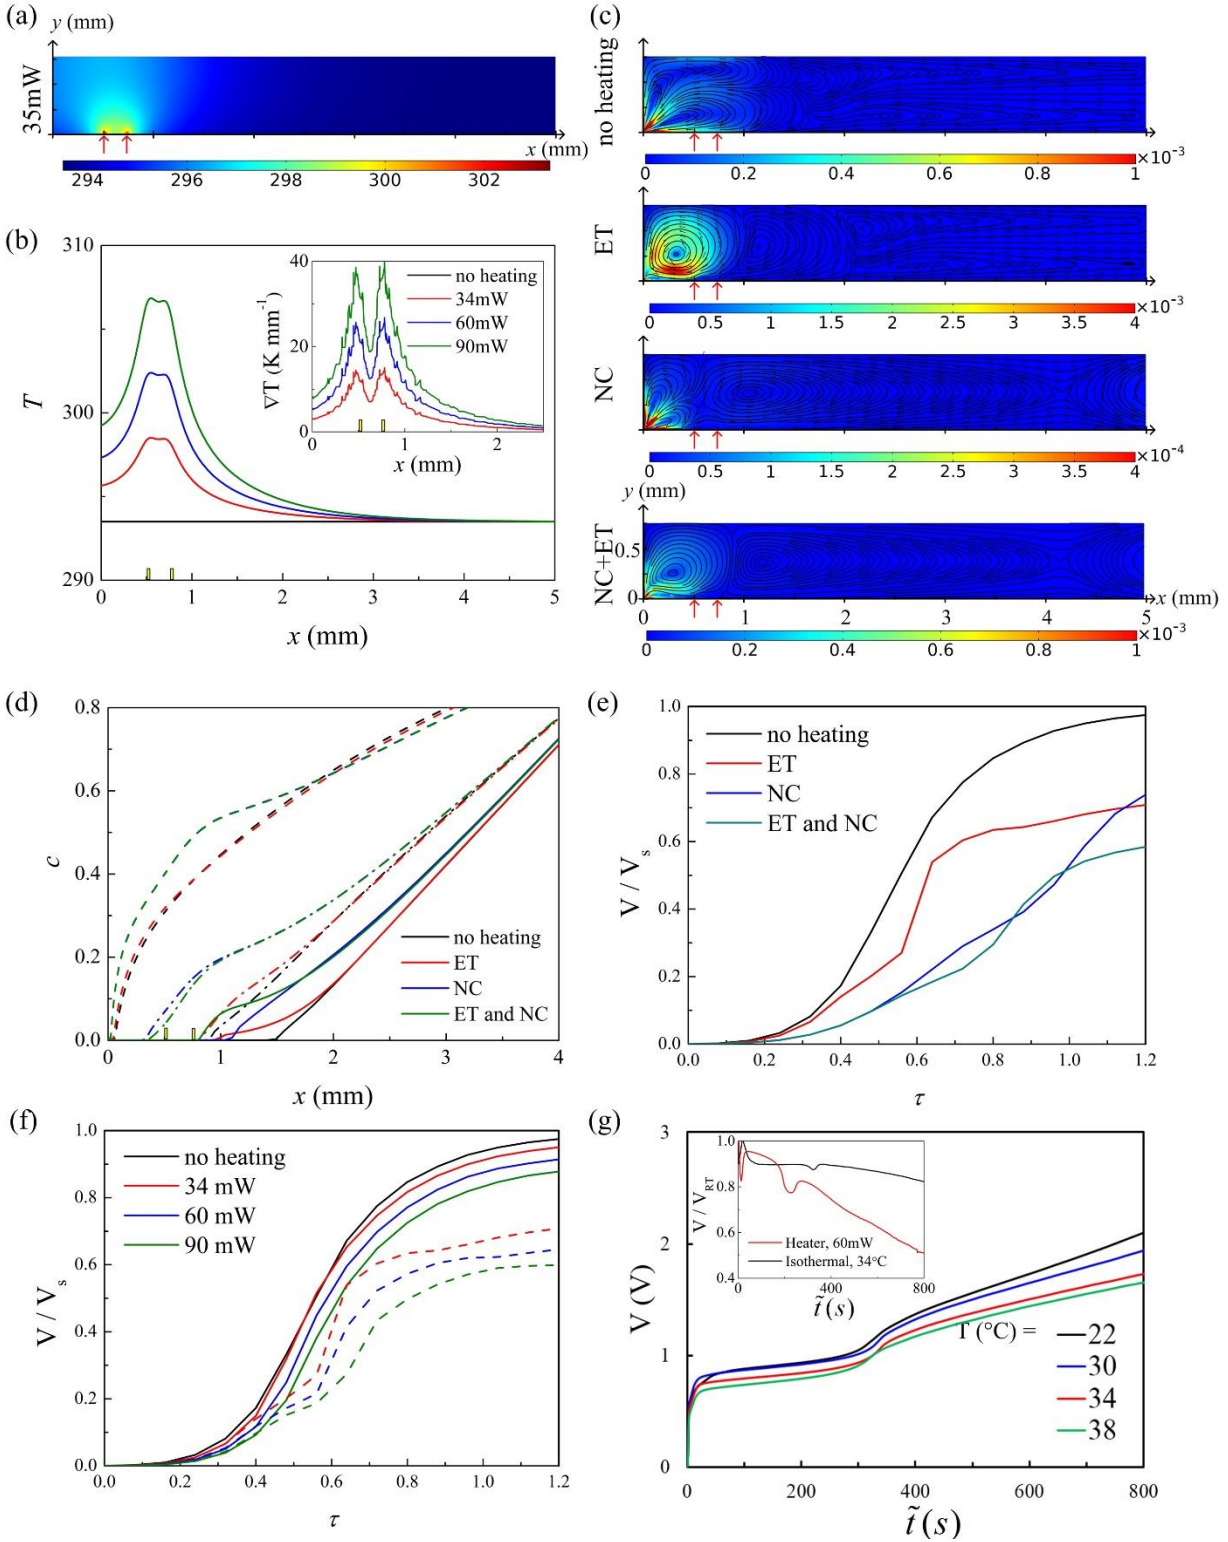 (a)
y (mm)
35mW
x (mm)
294 296 298 300 302
(b)
310
300
290
T
0 1 2 3 4 5
x (mm)
40
20
0
∇T (K mm⁻¹)
no heating
34mW
60mW
90mW
0 1 2
x (mm)
(c)
no heating
×10⁻³
0 0.2 0.4 0.6 0.8 1
ET
×10⁻³
0 0.5 1 1.5 2 2.5 3 3.5 4
NC
×10⁻⁴
0 0.5 1 1.5 2 2.5 3 3.5 4
y (mm)
NC+ET
0.5
0
x (mm)
0 1 2 3 4 5
×10⁻³
0 0.2 0.4 0.6 0.8 1
(d)
0.8
0.6
0.4
0.2
0.0
c
no heating
ET
NC
ET and NC
0 1 2 3 4
x (mm)
(e)
1.0
0.8
0.6
0.4
0.2
0.0
V / Vₛ
no heating
ET
NC
ET and NC
0.0 0.2 0.4 0.6 0.8 1.0 1.2
τ
(f)
1.0
0.8
0.6
0.4
0.2
0.0
V / Vₛ
no heating
34 mW
60 mW
90 mW
0.0 0.2 0.4 0.6 0.8 1.0 1.2
τ
(g)
3
2
1
0
V (V)
1.0
0.8
0.6
0.4
V / V_RT
Heater, 60mW
Isothermal, 34°C
0 400 800
t̃ (s)
T (°C) =
22
30
34
38
0 200 400 600 800
t̃ (s)